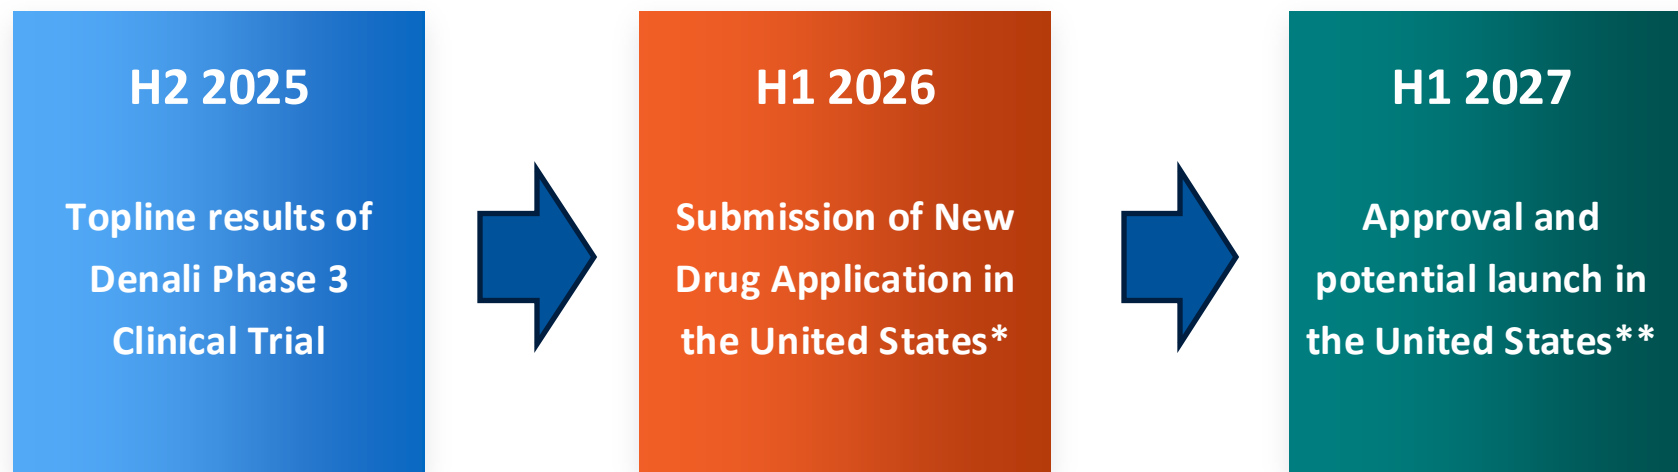 H2 2025
Topline results of
Denali Phase 3
Clinical Trial
H1 2026
Submission of New
Drug Application in
the United States*
H1 2027
Approval and
potential launch in
the United States**